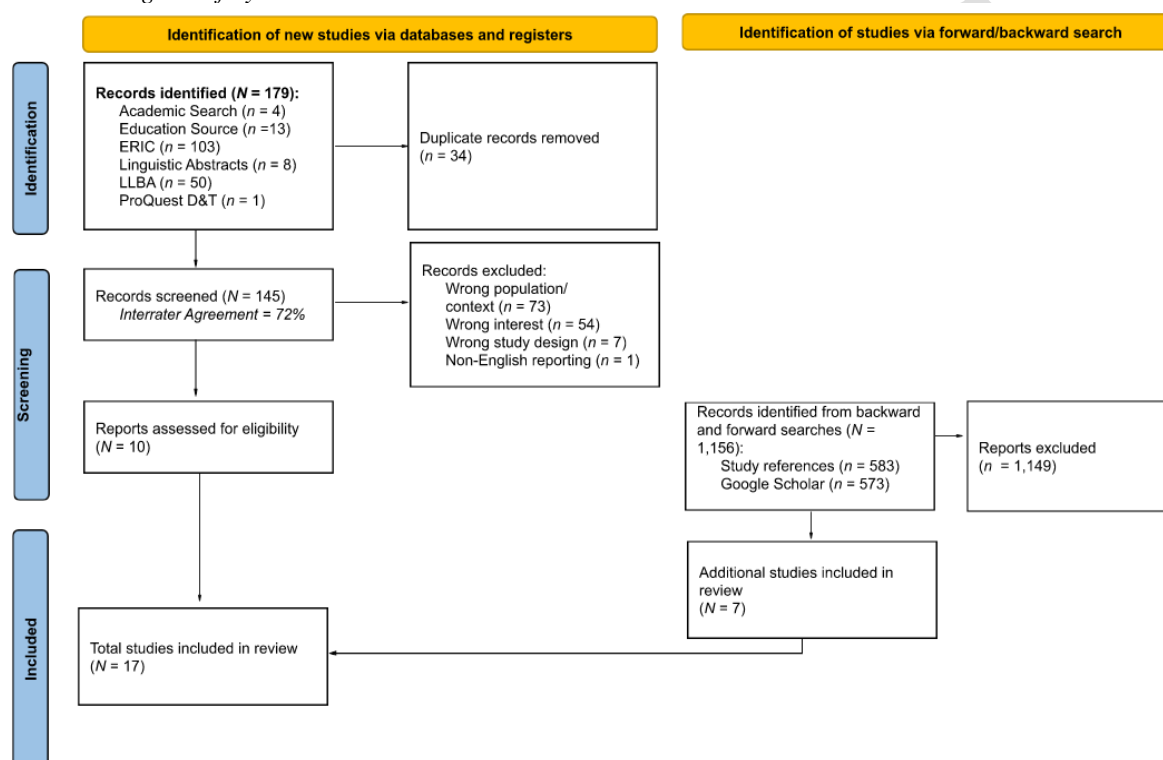 Identification of new studies via databases and registers
Identification of studies via forward/backward search
Identification
Records identified (N = 179):
Academic Search (n = 4)
Education Source (n =13)
ERIC (n = 103)
Linguistic Abstracts (n = 8)
LLBA (n = 50)
ProQuest D&T (n = 1)
Duplicate records removed
(n = 34)
Screening
Records screened (N = 145)
Interrater Agreement = 72%
Records excluded:
Wrong population/
context (n = 73)
Wrong interest (n = 54)
Wrong study design (n = 7)
Non-English reporting (n = 1)
Reports assessed for eligibility
(N = 10)
Records identified from backward
and forward searches (N =
1,156):
Study references (n = 583)
Google Scholar (n = 573)
Reports excluded
(n = 1,149)
Included
Additional studies included in
review
(N = 7)
Total studies included in review
(N = 17)